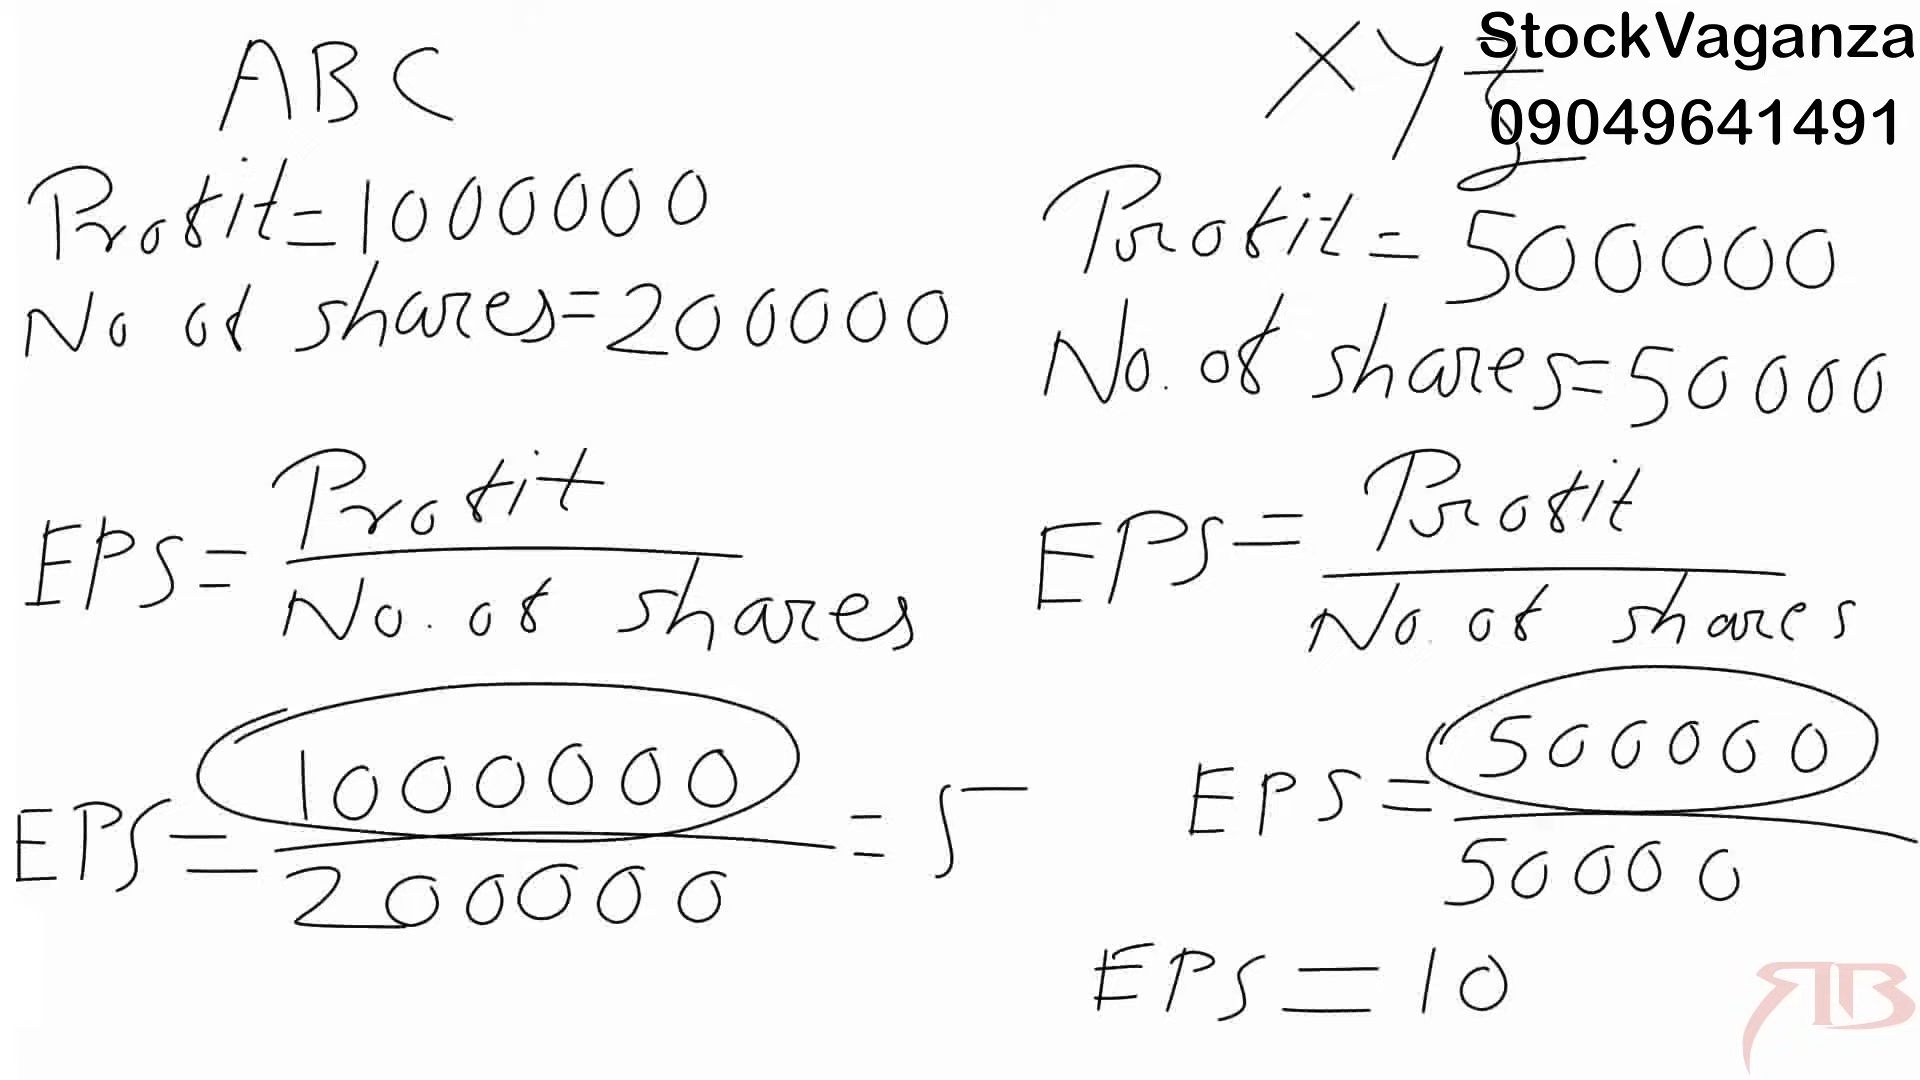 ABC
Profit=1000000
No of shares=200000
EPS=Profit
No. of shares
EPS=1000000=5
200000
StockVaganza
09049641491
XYZ
Profit=500000
No. of shares=50000
EPS=Profit
No. of shares
EPS=500000
50000
EPS=10